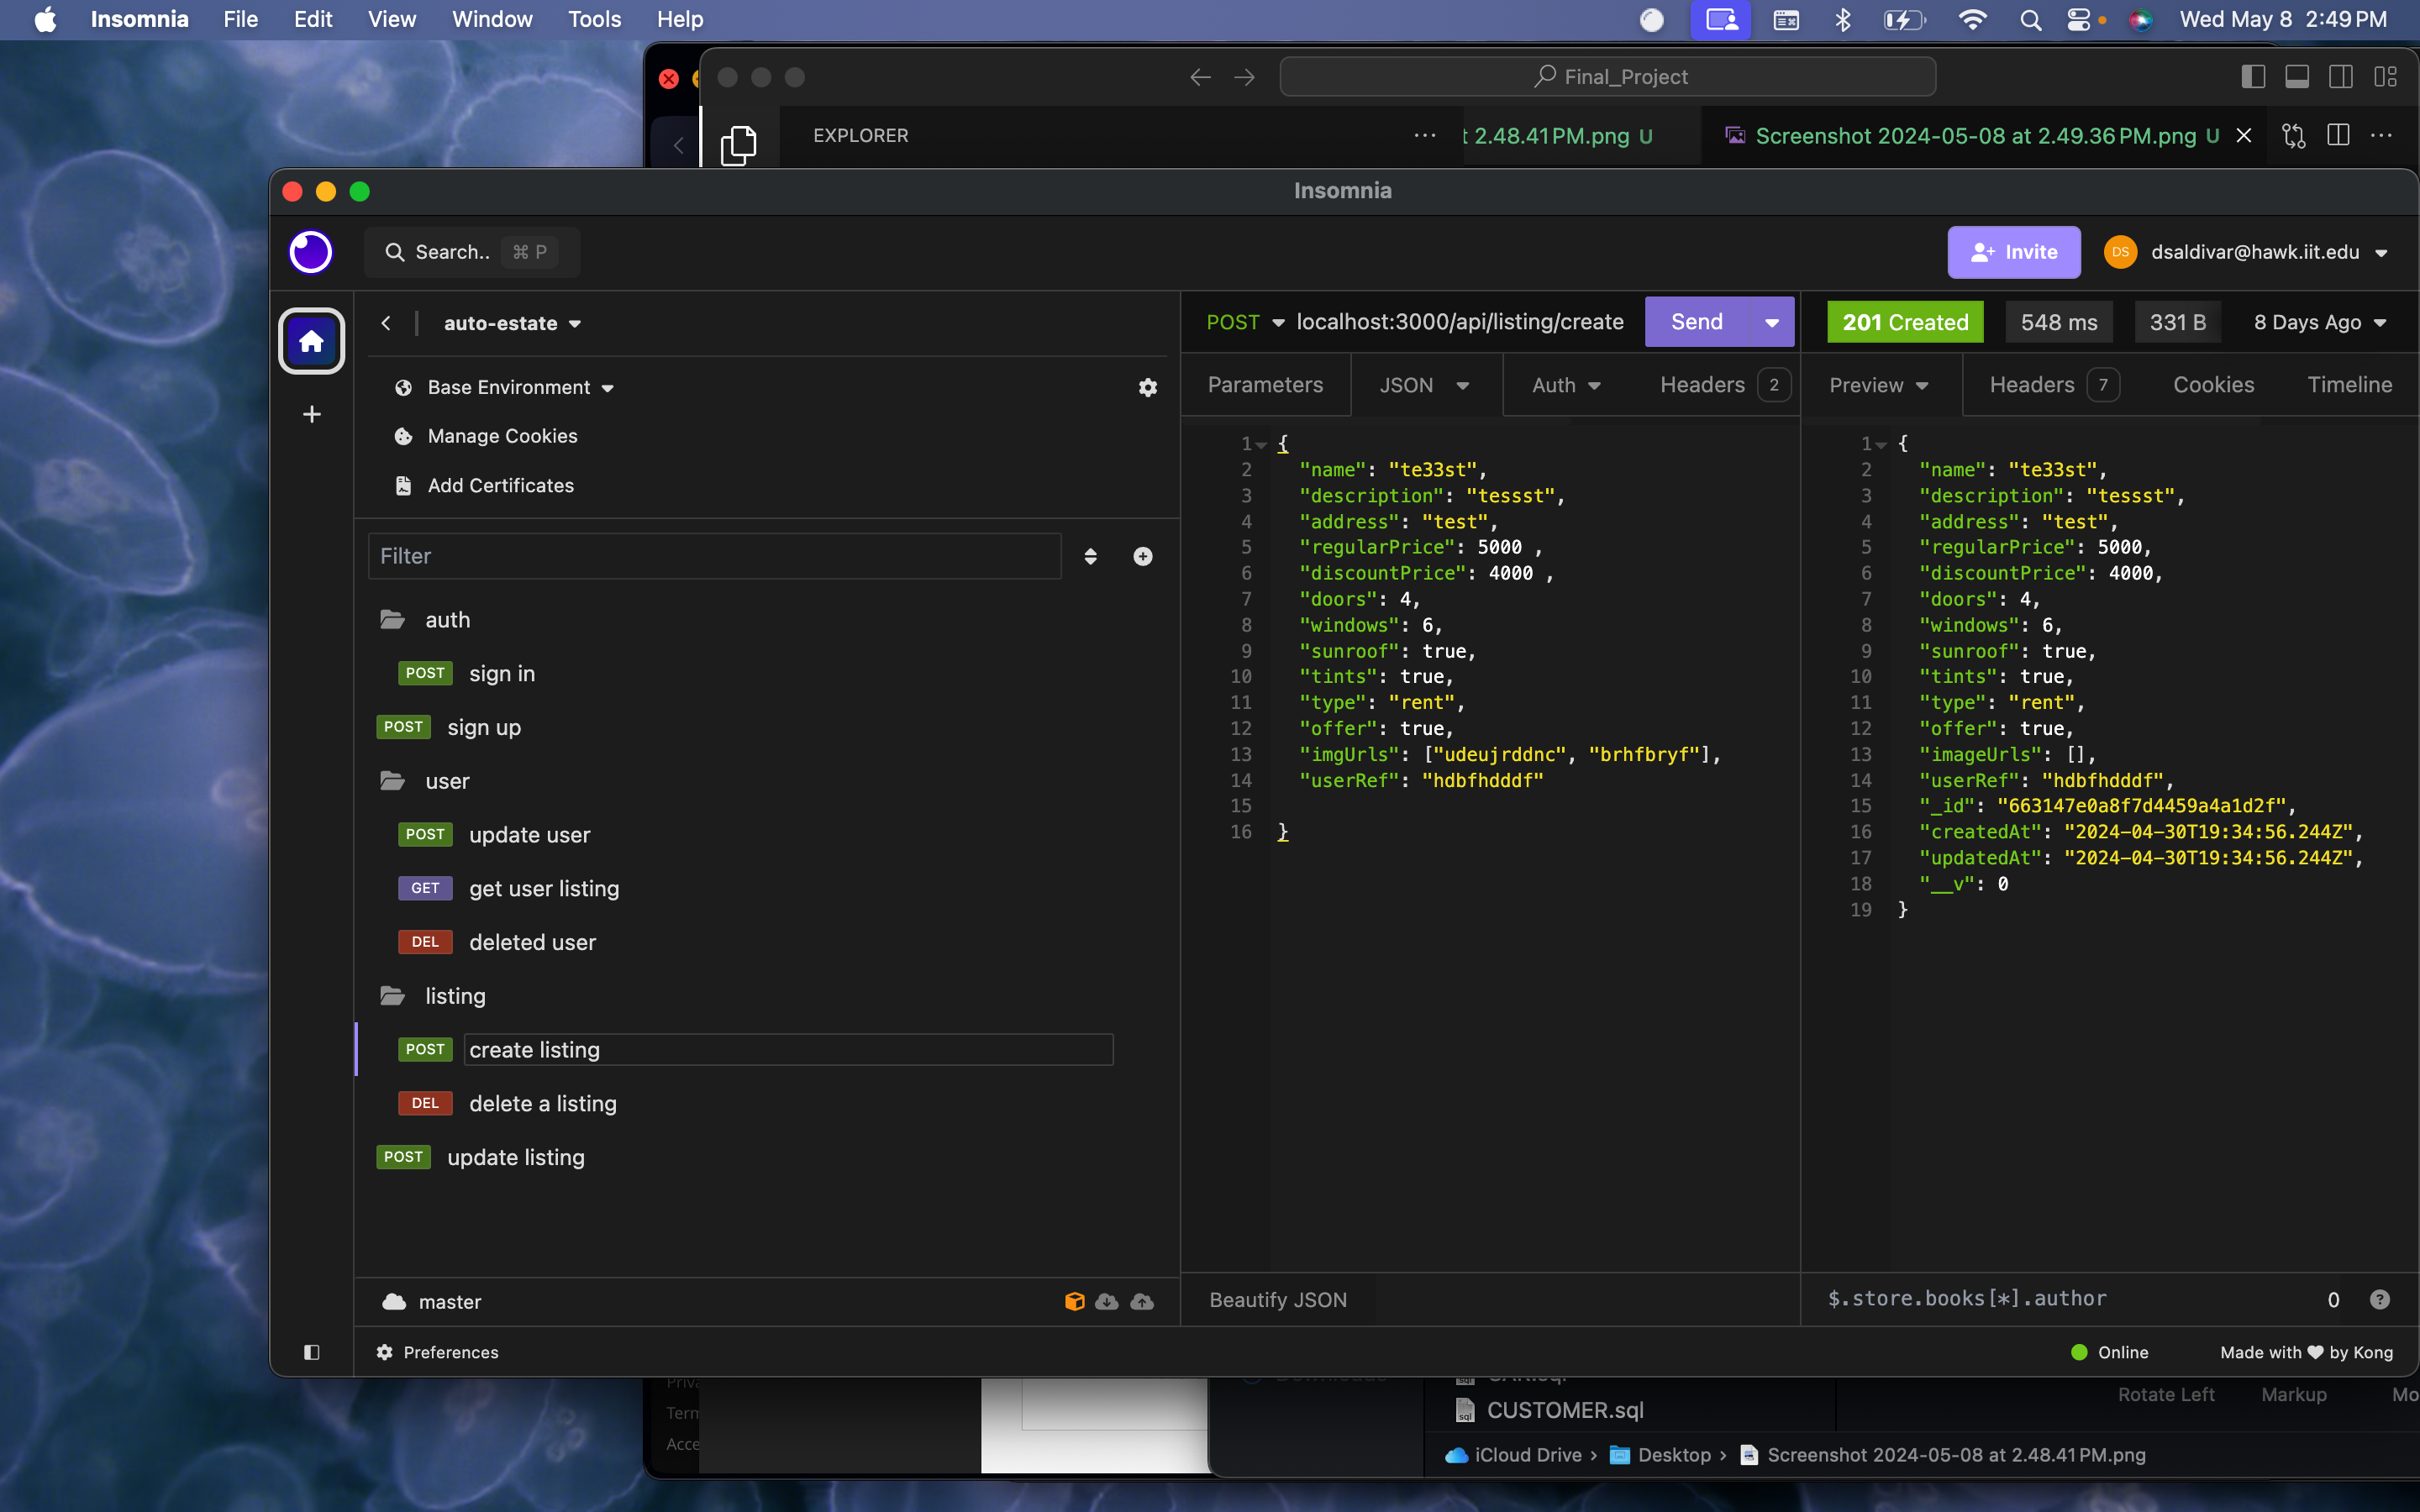 Insomnia File Edit View Window Tools Help
Wed May 8 2:49 PM
Final_Project
EXPLORER
t 2.48.41 PM.png U
Screenshot 2024-05-08 at 2.49.36 PM.png U
Insomnia
Search.. ⌘ P
Invite
DS
dsaldivar@hawk.iit.edu
auto-estate
Base Environment
Manage Cookies
Add Certificates
Filter
auth
POST sign in
POST sign up
user
POST update user
GET get user listing
DEL deleted user
listing
POST create listing
DEL delete a listing
POST update listing
master
Preferences
POST localhost:3000/api/listing/create Send
Parameters JSON Auth Headers 2
1 {
2 "name": "te33st",
3 "description": "tessst",
4 "address": "test",
5 "regularPrice": 5000 ,
6 "discountPrice": 4000 ,
7 "doors": 4,
8 "windows": 6,
9 "sunroof": true,
10 "tints": true,
11 "type": "rent",
12 "offer": true,
13 "imgUrls": ["udeujrddnc", "brhfbryf"],
14 "userRef": "hdbfhdddf"
15
16 }
Beautify JSON
201 Created 548 ms 331 B 8 Days Ago
Preview Headers 7 Cookies Timeline
1 {
2 "name": "te33st",
3 "description": "tessst",
4 "address": "test",
5 "regularPrice": 5000,
6 "discountPrice": 4000,
7 "doors": 4,
8 "windows": 6,
9 "sunroof": true,
10 "tints": true,
11 "type": "rent",
12 "offer": true,
13 "imageUrls": [],
14 "userRef": "hdbfhdddf",
15 "_id": "663147e0a8f7d4459a4a1d2f",
16 "createdAt": "2024-04-30T19:34:56.244Z",
17 "updatedAt": "2024-04-30T19:34:56.244Z",
18 "__v": 0
19 }
$.store.books[*].author 0
Online
Made with ♥ by Kong
Priva
Term
Acce
sql CUSTOMER.sql
Rotate Left Markup Mo
iCloud Drive › Desktop › Screenshot 2024-05-08 at 2.48.41 PM.png